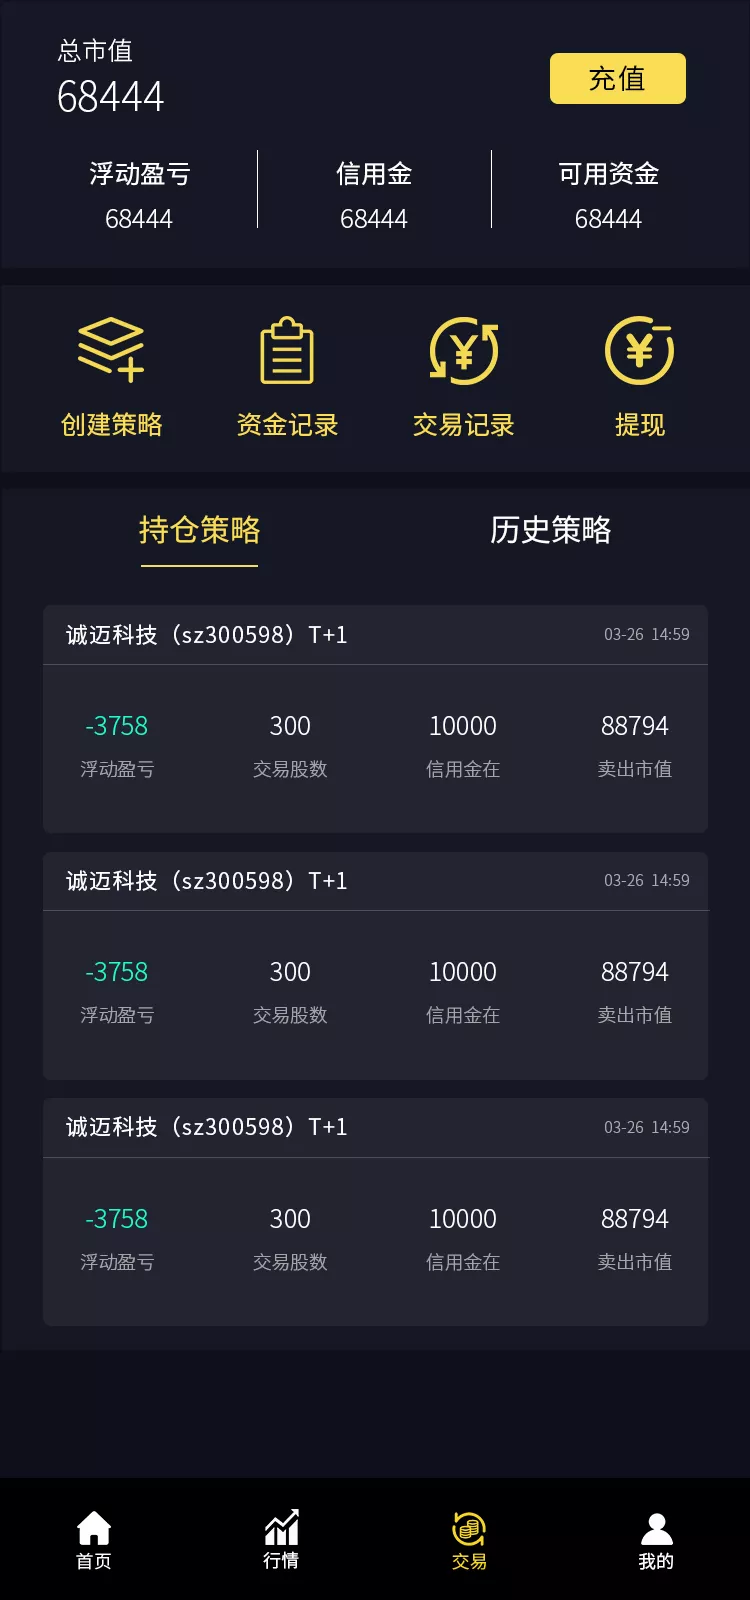 总市值
68444
充值
浮动盈亏 信用金 可用资金
68444 68444 68444
创建策略 资金记录 交易记录 提现
持仓策略 历史策略
诚迈科技（sz300598）T+1 03-26 14:59
-3758 300 10000 88794
浮动盈亏 交易股数 信用金在 卖出市值
诚迈科技（sz300598）T+1 03-26 14:59
-3758 300 10000 88794
浮动盈亏 交易股数 信用金在 卖出市值
诚迈科技（sz300598）T+1 03-26 14:59
-3758 300 10000 88794
浮动盈亏 交易股数 信用金在 卖出市值
首页 行情 交易 我的